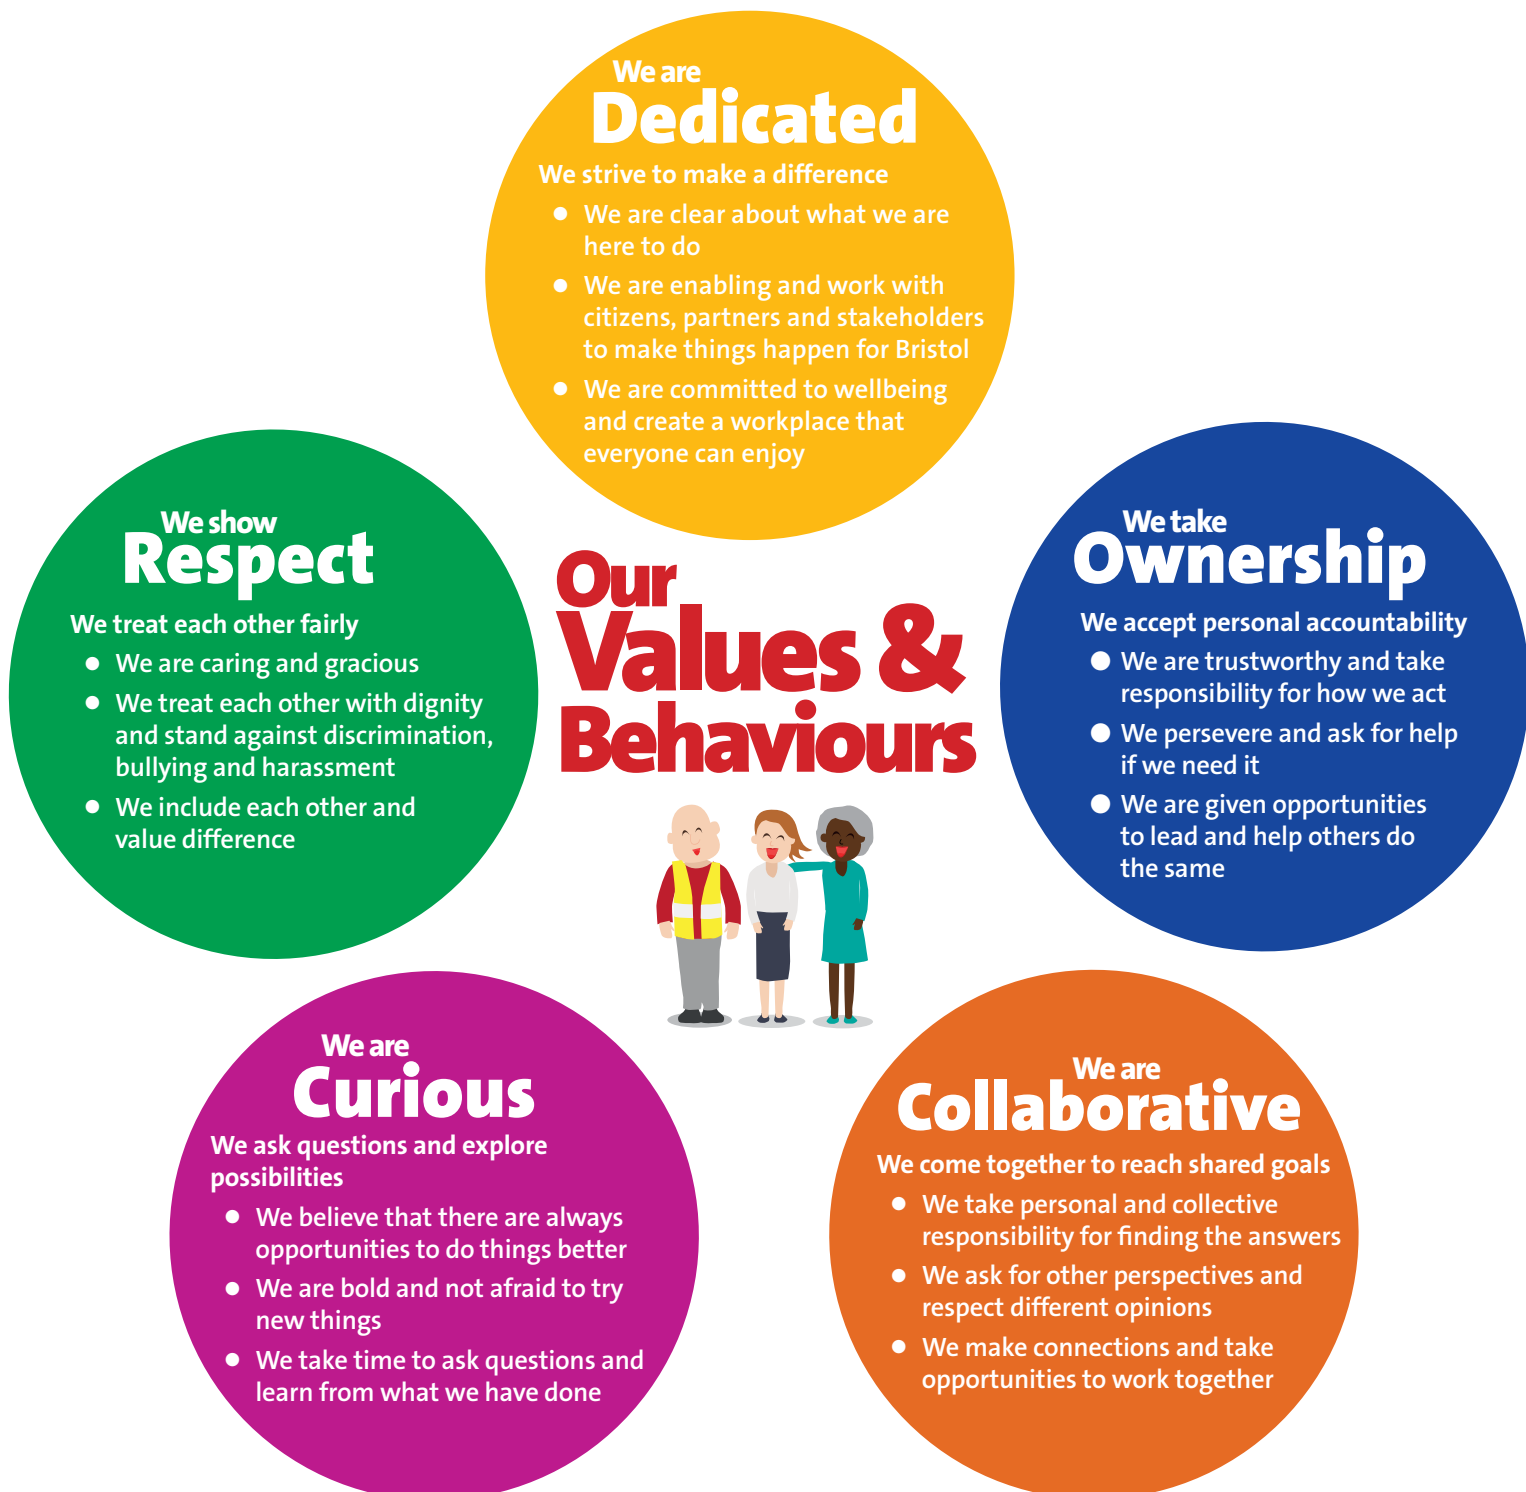 We are
Dedicated
We strive to make a difference
● We are clear about what we are
here to do
● We are enabling and work with
citizens, partners and stakeholders
to make things happen for Bristol
● We are committed to wellbeing
and create a workplace that
everyone can enjoy
We show
Respect
We treat each other fairly
● We are caring and gracious
● We treat each other with dignity
and stand against discrimination,
bullying and harassment
● We include each other and
value difference
Our
Values &
Behaviours
We take
Ownership
We accept personal accountability
● We are trustworthy and take
responsibility for how we act
● We persevere and ask for help
if we need it
● We are given opportunities
to lead and help others do
the same
We are
Curious
We ask questions and explore
possibilities
● We believe that there are always
opportunities to do things better
● We are bold and not afraid to try
new things
● We take time to ask questions and
learn from what we have done
We are
Collaborative
We come together to reach shared goals
● We take personal and collective
responsibility for finding the answers
● We ask for other perspectives and
respect different opinions
● We make connections and take
opportunities to work together